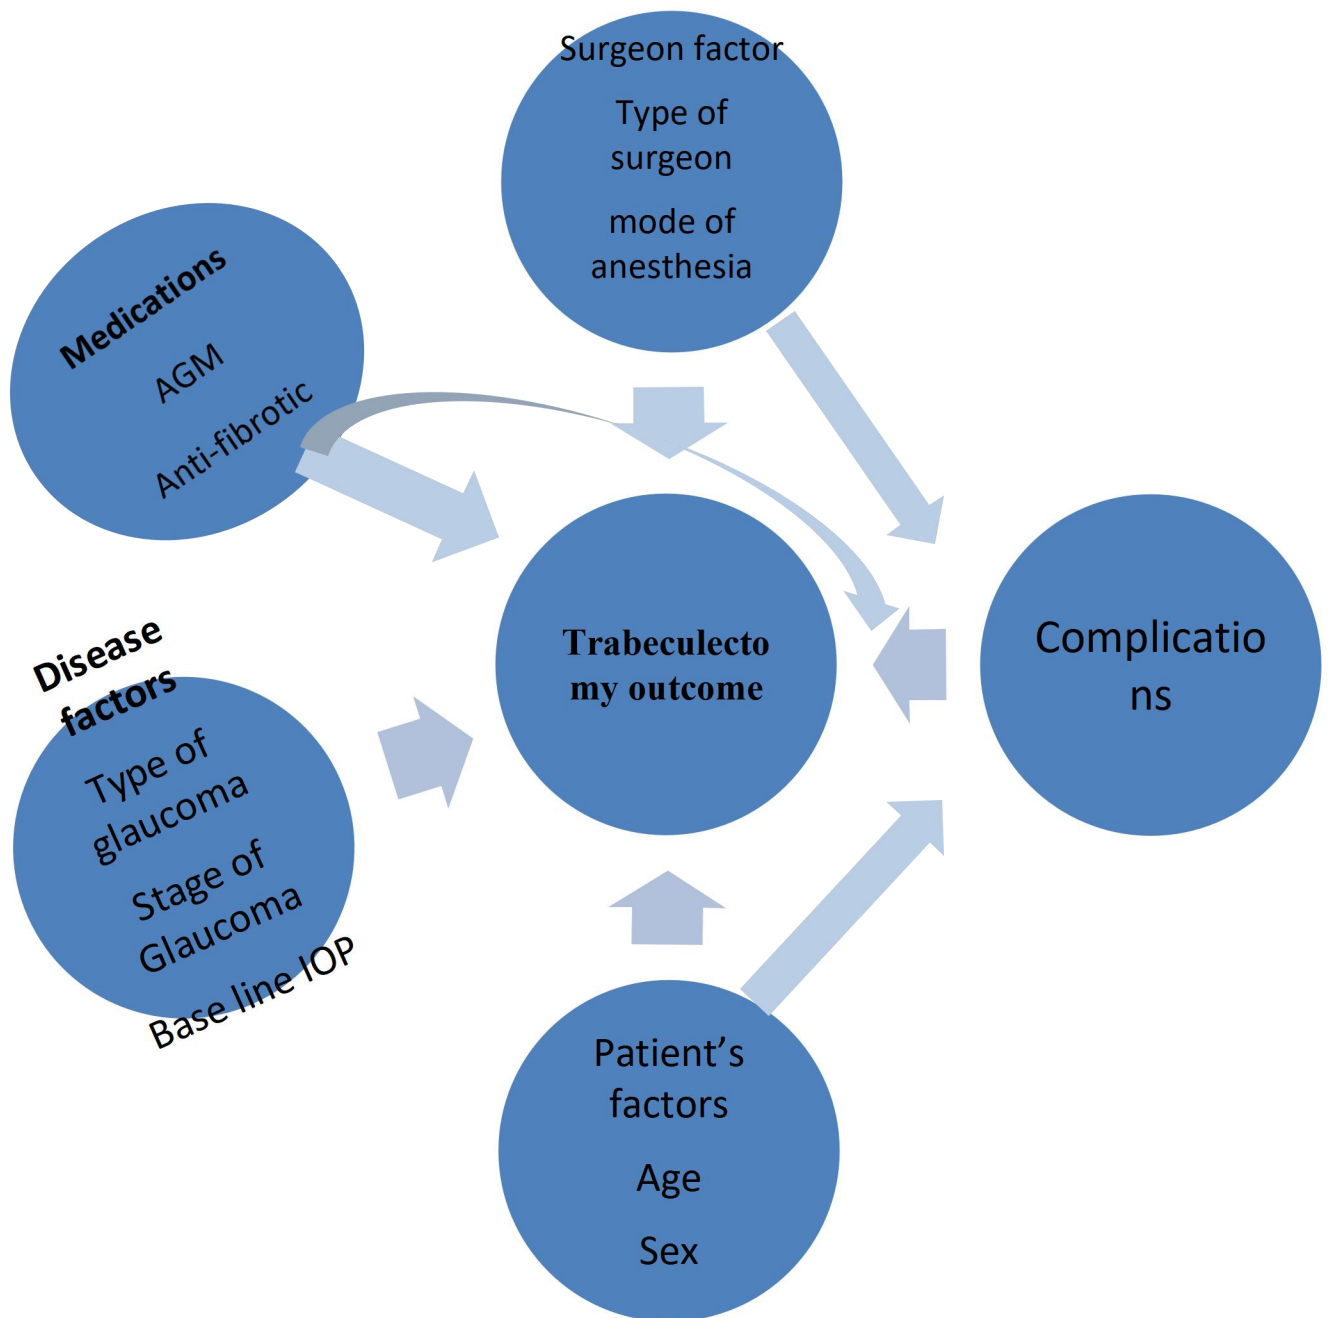 Surgeon factor
Type of
surgeon
mode of
anesthesia
Medications
AGM
Anti-fibrotic
Trabeculecto
my outcome
Complicatio
ns
Disease
factors
Type of
glaucoma
Stage of
Glaucoma
Base line IOP
Patient’s
factors
Age
Sex